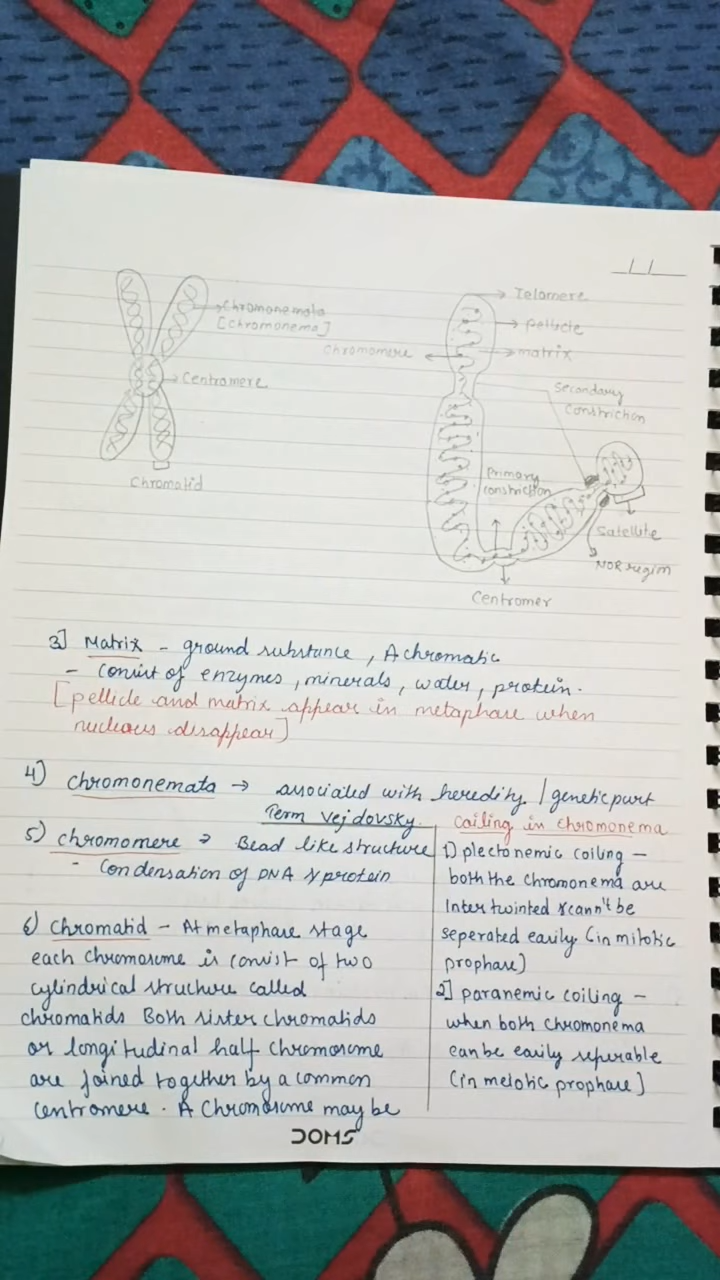 Telomere
Chromonemata
[chromonema]
pellicle
chromomere
matrix
Centromere
Secondary
constriction
Primary
constriction
Chromatid
Satellite
NOR region
Centromer
3] Matrix - ground substance, Achromatic
- consist of enzymes, minerals, water, protein.
[pellicle and matrix appear in metaphase when
nucleous disappear]
4] chromonemata → associated with heredity / genetic part
Term Vejdovsky.
5) chromomere → Bead like structure
- Condensation of DNA & protein
6) Chromatid - At metaphase stage
each chromosome is consist of two
cylindrical structure called
chromatids Both sister chromatids
or longitudinal half chromosome
are joined together by a common
centromere. A Chromosome may be
coiling in chromonema
1) plectonemic coiling -
both the chromonema are
Inter twinted & cann't be
seperated easily (in mitotic
prophase)
2] paranemic coiling -
when both chromonema
can be easily seperable
(in meiotic prophase]
DOMS